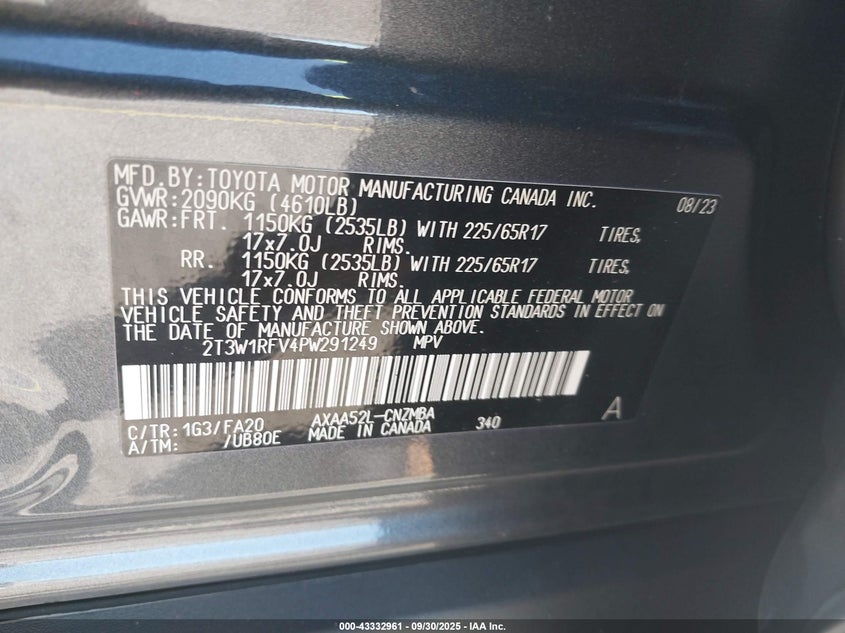 MFD.BY:TOYOTA MOTOR MANUFACTURING CANADA INC. 08/23
GVWR:2090KG (4610LB)
GAWR:FRT. 1150KG (2535LB) WITH 225/65R17 TIRES,
17x7.0J RIMS.
RR. 1150KG (2535LB) WITH 225/65R17 TIRES,
17x7.0J RIMS.
THIS VEHICLE CONFORMS TO ALL APPLICABLE FEDERAL MOTOR
VEHICLE SAFETY AND THEFT PREVENTION STANDARDS IN EFFECT ON
THE DATE OF MANUFACTURE SHOWN ABOVE.
2T3W1RFV4PW291249 MPV
C/TR:1G3/FA20 AXAA52L-CNZMBA 340 A
A/TM: /UB80E MADE IN CANADA
000-43332961 - 09/30/2025 - IAA Inc.